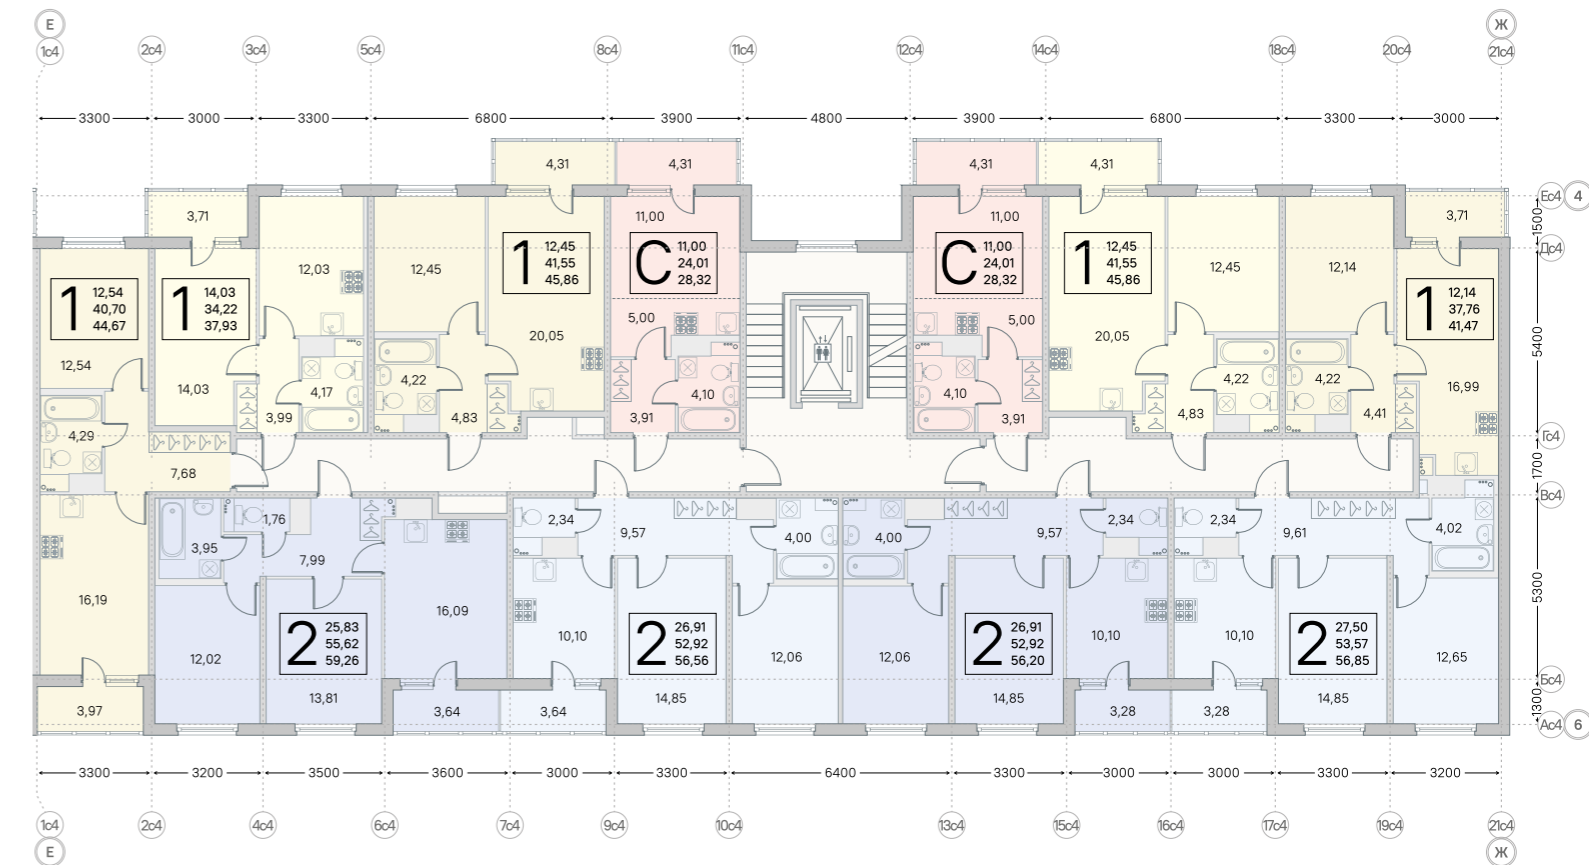 Е Ж
1с4 2с4 3с4 5с4 8с4 11с4 12с4 14с4 18с4 20с4 21с4
3300 3000 3300 6800 3900 4800 3900 6800 3300 3000
4,31 4,31 4,31 4,31
Ес4 4
3,71 11,00 11,00 3,71
1500
Дс4
12,03 12,45 12,45 12,14
1 12,54 40,70 44,67
1 14,03 34,22 37,93
1 12,45 41,55 45,86
С 11,00 24,01 28,32
С 11,00 24,01 28,32
1 12,45 41,55 45,86
1 12,14 37,76 41,47
5,00 5,00
20,05 20,05
5400
12,54 14,03 4,17 4,22 4,10 4,10 4,22 4,22 16,99
3,99 4,83 3,91 3,91 4,83 4,41
4,29
Гс4
7,68
1700
Вс4
1,76 2,34 9,57 9,57 2,34 2,34 9,61 4,02
3,95 7,99 4,00 4,00
16,19 16,09
5300
12,02 10,10 12,06 12,06 10,10 10,10 12,65
2 25,83 55,62 59,26
2 26,91 52,92 56,56
2 26,91 52,92 56,20
2 27,50 53,57 56,85
13,81 14,85 14,85 14,85
Бс4
3,97 3,64 3,64 3,28 3,28
1300
Ас4 6
3300 3200 3500 3600 3000 3300 6400 3300 3000 3000 3300 3200
1с4 2с4 4с4 6с4 7с4 9с4 10с4 13с4 15с4 16с4 17с4 19с4 21с4
Е Ж